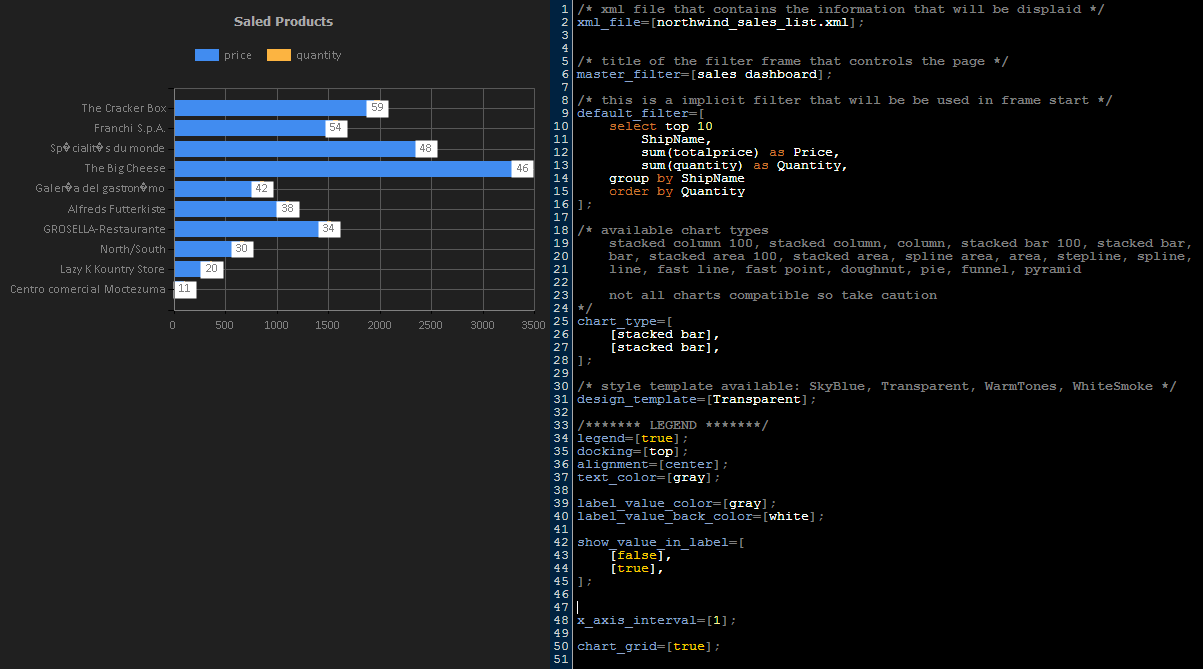 Saled Products
price quantity
The Cracker Box 59
Franchi S.p.A. 54
Sp�cialit�s du monde 48
The Big Cheese 46
Galer�a del gastron�mo 42
Alfreds Futterkiste 38
GROSELLA-Restaurante 34
North/South 30
Lazy K Kountry Store 20
Centro comercial Moctezuma 11
0 500 1000 1500 2000 2500 3000 3500
1 /* xml file that contains the information that will be displaid */
2 xml_file=[northwind_sales_list.xml];
3
4
5 /* title of the filter frame that controls the page */
6 master_filter=[sales dashboard];
7
8 /* this is a implicit filter that will be be used in frame start */
9 default_filter=[
10 select top 10
11 ShipName,
12 sum(totalprice) as Price,
13 sum(quantity) as Quantity,
14 group by ShipName
15 order by Quantity
16 ];
17
18 /* available chart types
19 stacked column 100, stacked column, column, stacked bar 100, stacked bar,
20 bar, stacked area 100, stacked area, spline area, area, stepline, spline,
21 line, fast line, fast point, doughnut, pie, funnel, pyramid
22
23 not all charts compatible so take caution
24 */
25 chart_type=[
26 [stacked bar],
27 [stacked bar],
28 ];
29
30 /* style template available: SkyBlue, Transparent, WarmTones, WhiteSmoke */
31 design_template=[Transparent];
32
33 /******* LEGEND *******/
34 legend=[true];
35 docking=[top];
36 alignment=[center];
37 text_color=[gray];
38
39 label_value_color=[gray];
40 label_value_back_color=[white];
41
42 show_value_in_label=[
43 [false],
44 [true],
45 ];
46
47
48 x_axis_interval=[1];
49
50 chart_grid=[true];
51